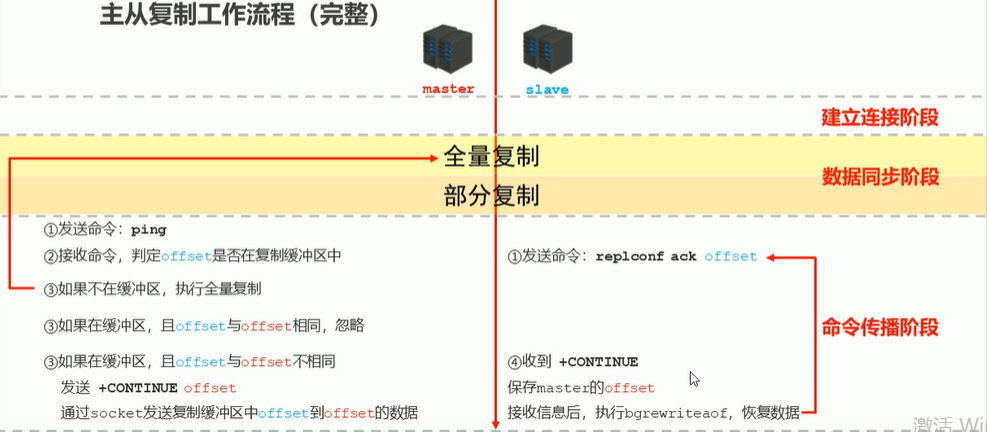 主从复制工作流程（完整）
master
slave
建立连接阶段
全量复制
数据同步阶段
部分复制
①发送命令：ping
②接收命令，判定offset是否在复制缓冲区中
①发送命令：replconf ack offset
③如果不在缓冲区，执行全量复制
③如果在缓冲区，且offset与offset相同，忽略
命令传播阶段
③如果在缓冲区，且offset与offset不相同
④收到 +CONTINUE
发送 +CONTINUE offset
保存master的offset
通过socket发送复制缓冲区中offset到offset的数据
接收信息后，执行bgrewriteaof，恢复数据
激活 Wi